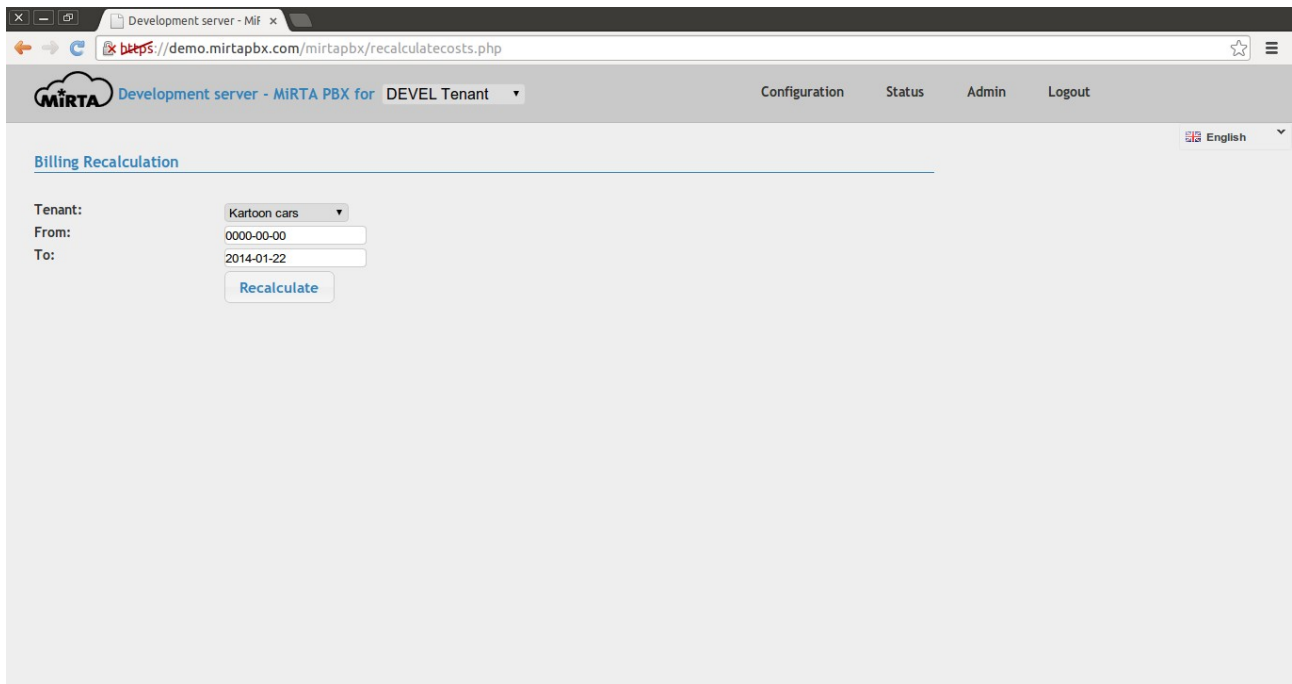 Development server - MiF
https://demo.mirtapbx.com/mirtapbx/recalculatecosts.php
MiRTA Development server - MiRTA PBX for DEVEL Tenant Configuration Status Admin Logout
English
Billing Recalculation
Tenant: Kartoon cars
From: 0000-00-00
To: 2014-01-22
Recalculate